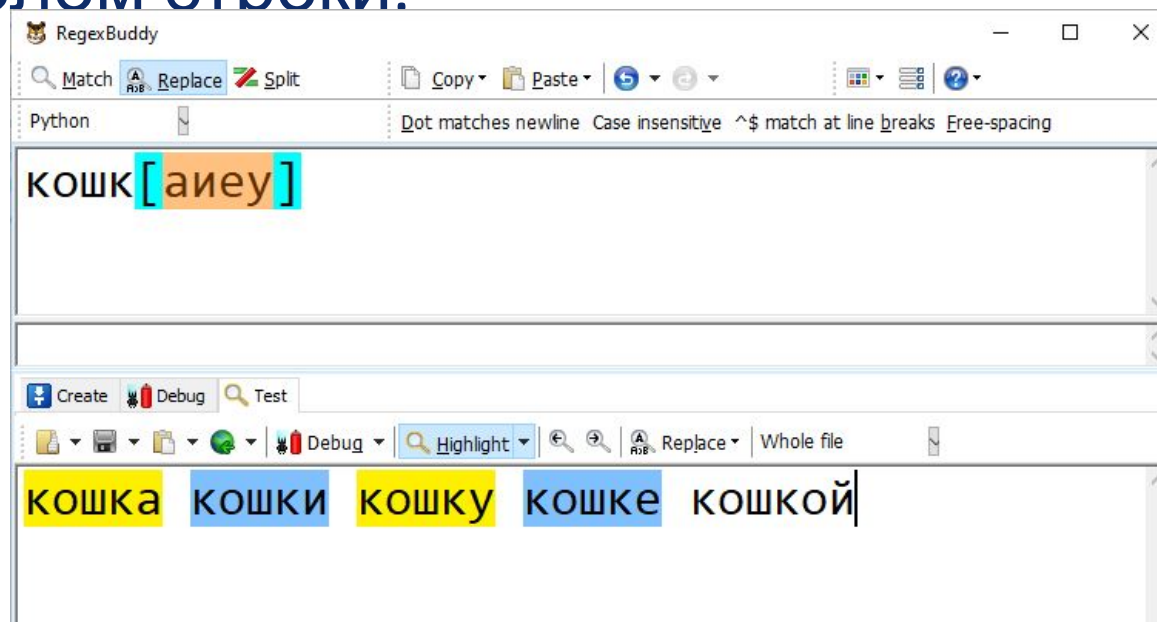 строки.
RegexBuddy
Match Replace Split Copy Paste
Python Dot matches newline Case insensitive ^$ match at line breaks Free-spacing
кошк[аиеу]
Create Debug Test
Debug Highlight Replace Whole file
кошка кошки кошку кошке кошкой